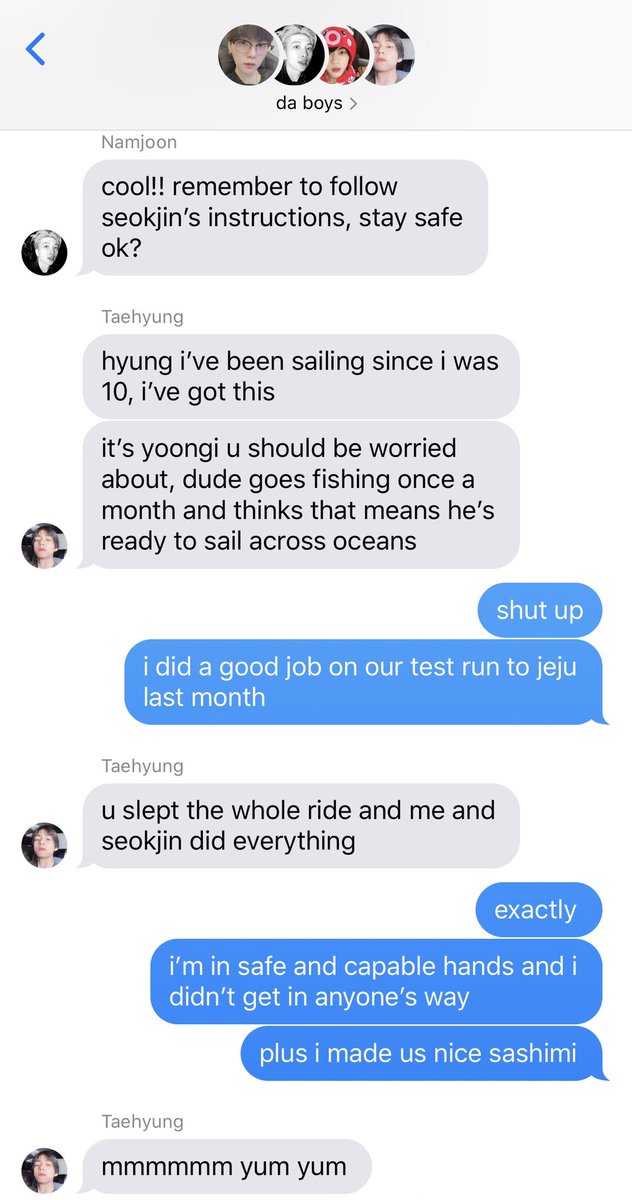 da boys >
Namjoon
cool!! remember to follow
seokjin’s instructions, stay safe
ok?
Taehyung
hyung i’ve been sailing since i was
10, i’ve got this
it’s yoongi u should be worried
about, dude goes fishing once a
month and thinks that means he’s
ready to sail across oceans
shut up
i did a good job on our test run to jeju
last month
Taehyung
u slept the whole ride and me and
seokjin did everything
exactly
i’m in safe and capable hands and i
didn’t get in anyone’s way
plus i made us nice sashimi
Taehyung
mmmmmm yum yum